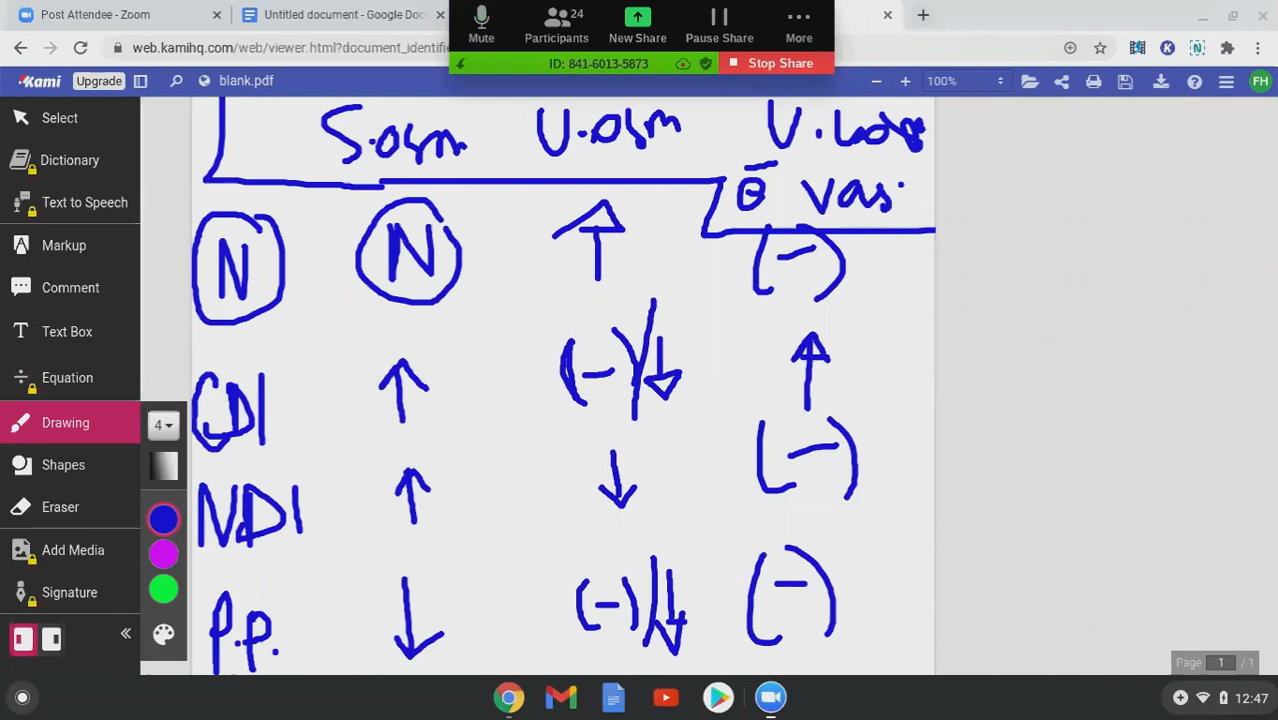 Post Attendee - Zoom
Untitled document - Google Doc
Mute
24
Participants
New Share
Pause Share
More
web.kamihq.com/web/viewer.html?document_identifi
ID: 841-6013-5873
Stop Share
Kami
Upgrade
blank.pdf
100%
FH
Select
Dictionary
Text to Speech
Markup
Comment
Text Box
Equation
Drawing
4
Shapes
Eraser
Add Media
Signature
S.osm U.osm U.
vas.
N N ↑ (-)
CDI ↑ (-)/↓ ↑
NDI ↑ ↓ (-)
P.P. ↓ (-)/↓ (-)
Page 1 / 1
12:47